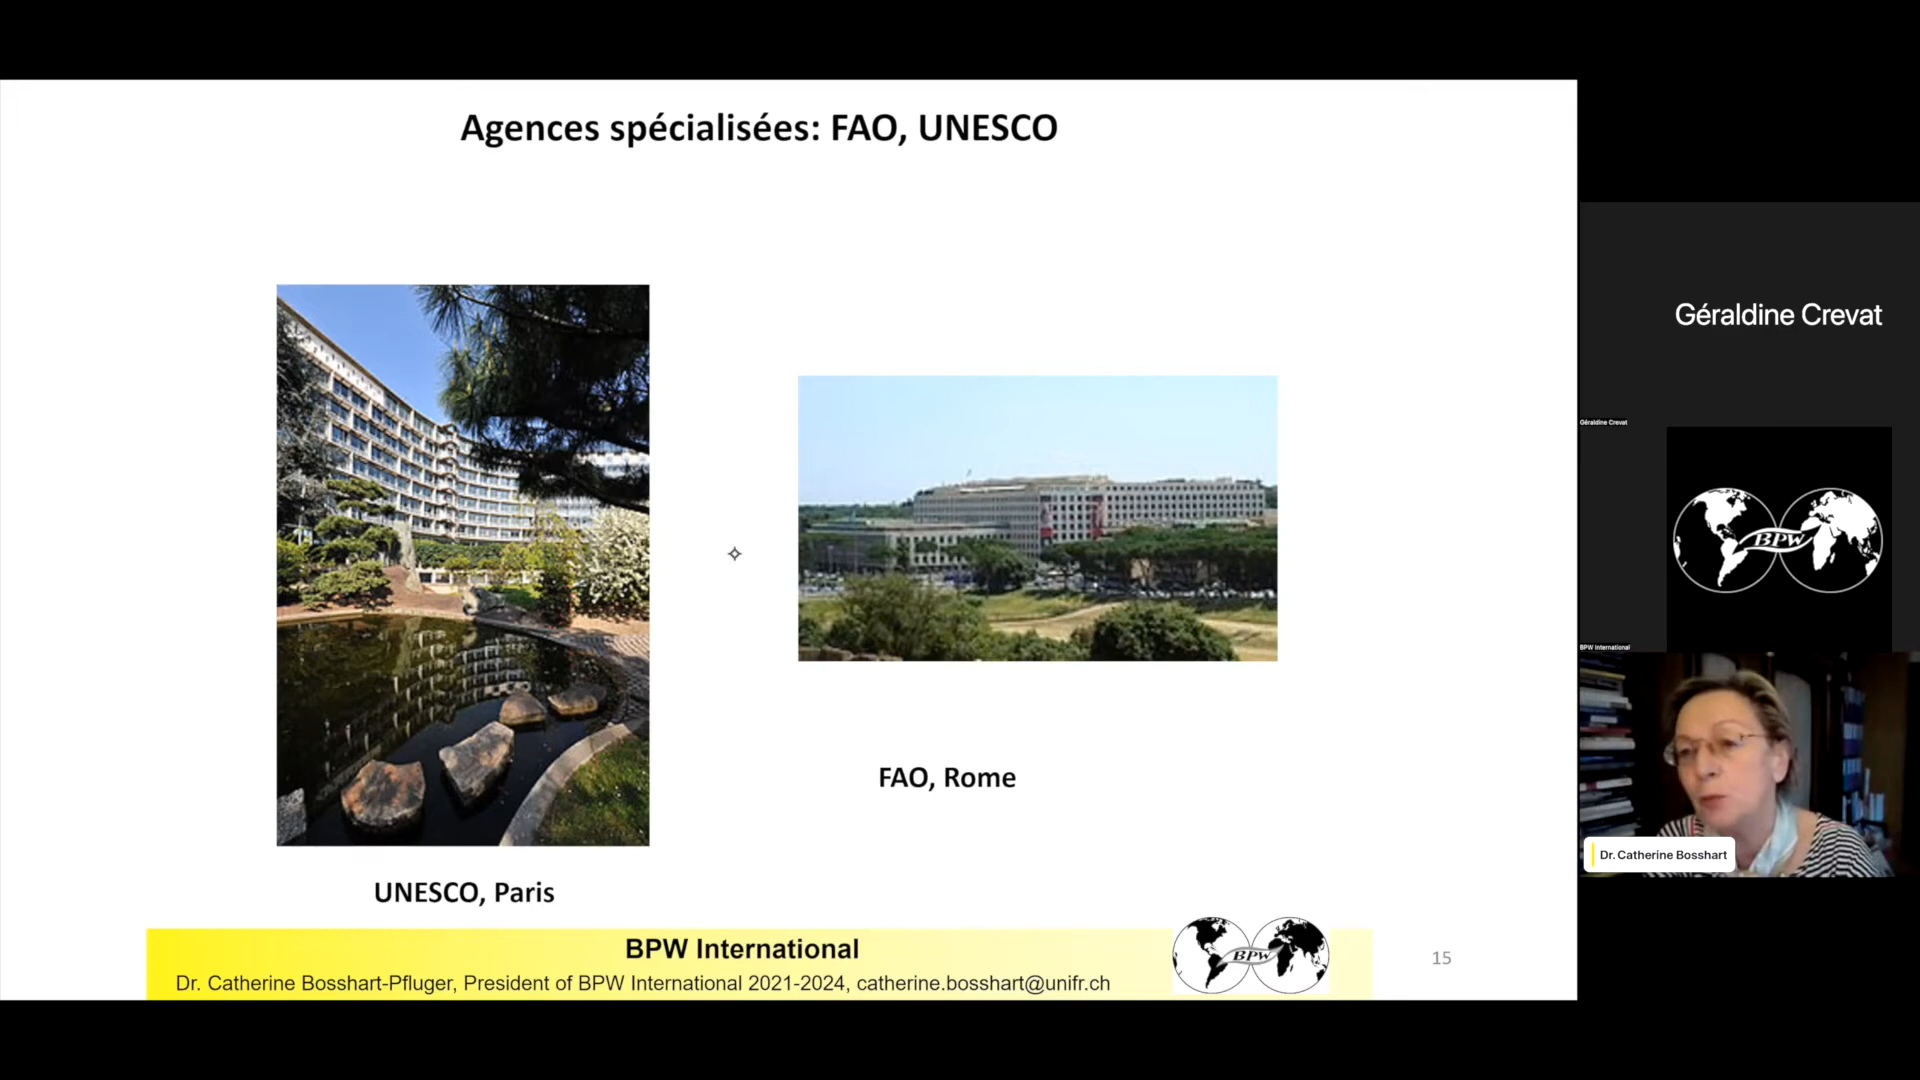 Agences spécialisées: FAO, UNESCO
UNESCO, Paris
FAO, Rome
BPW International
Dr. Catherine Bosshart-Pfluger, President of BPW International 2021-2024, catherine.bosshart@unifr.ch
BPW
15
Géraldine Crevat
Géraldine Crevat
BPW
BPW International
Dr. Catherine Bosshart